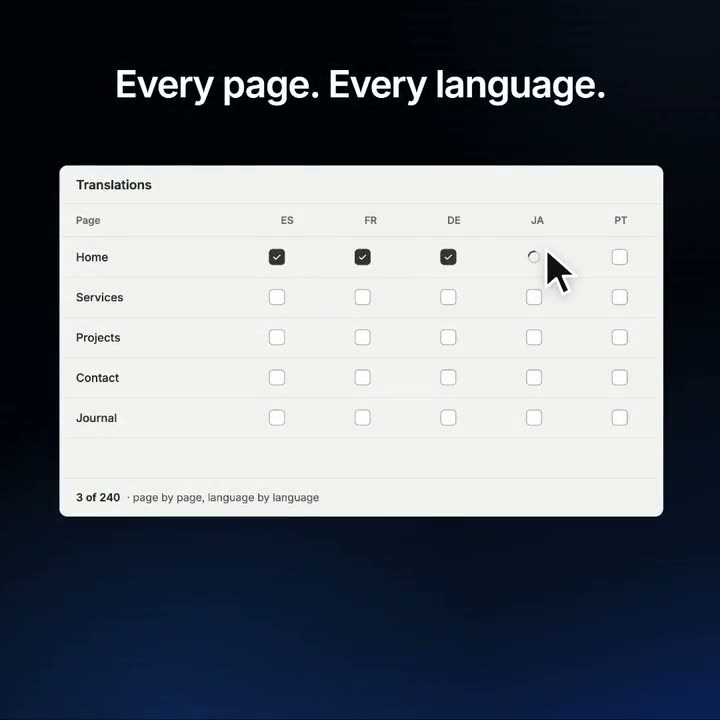 Every page. Every language.
Translations
Page ES FR DE JA PT
Home
Services
Projects
Contact
Journal
3 of 240 · page by page, language by language